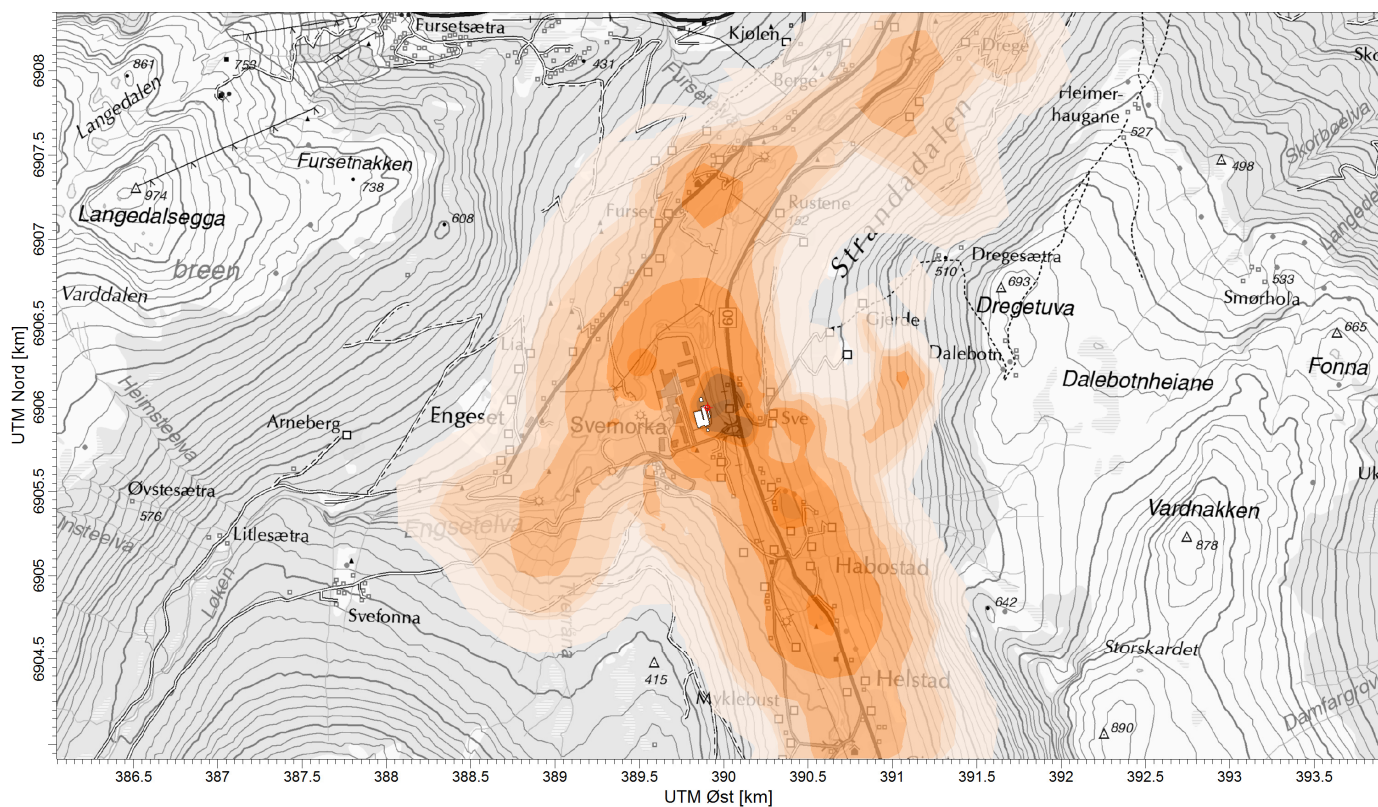 Fursetsætra
Kjølen
Drege
Sko
861
753
431
Berge
6908
Langedalen
Fursetelva
Heimer-
haugane
527
Skorboelva
6907.5
Fursetnakken
738
498
974
Langedalsegga
Furset
Rustene
152
Strandadalen
608
6907
breen
Dregesætra
510
533
Smørhola
Varddalen
693
Dregetuva
6906.5
60
Gjerde
665
Lia
Dalebotn
Fonna
Dalebotnheiane
Heimsteelva
UTM Nord [km]
6906
Arneberg
Engeset
Svemorka
Sve
Øvstesætra
576
6905.5
Vardnakken
Insteelva
Litlesætra
Engsetelva
878
Habostad
6905
Løken
Svefonna
642
6904.5
415
Storskardet
Helstad
Myklebust
890
386.5
387
387.5
388
388.5
389
389.5
390
390.5
391
391.5
392
392.5
393
393.5
UTM Øst [km]